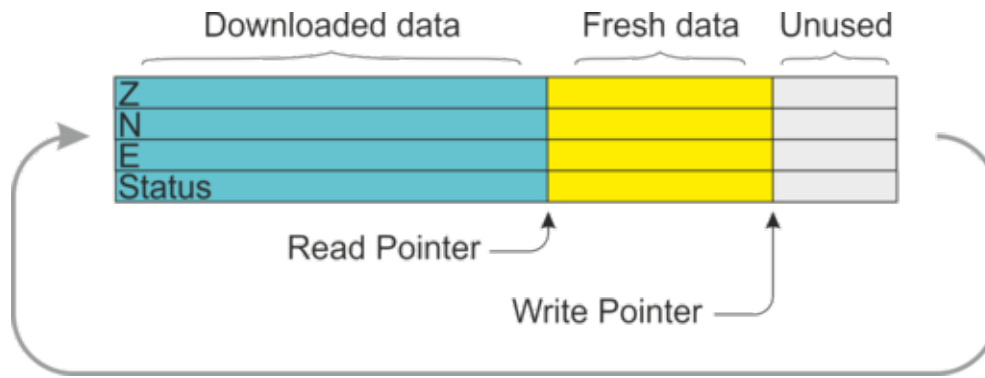 Downloaded data
Fresh data
Unused
Z
N
E
Status
Read Pointer
Write Pointer